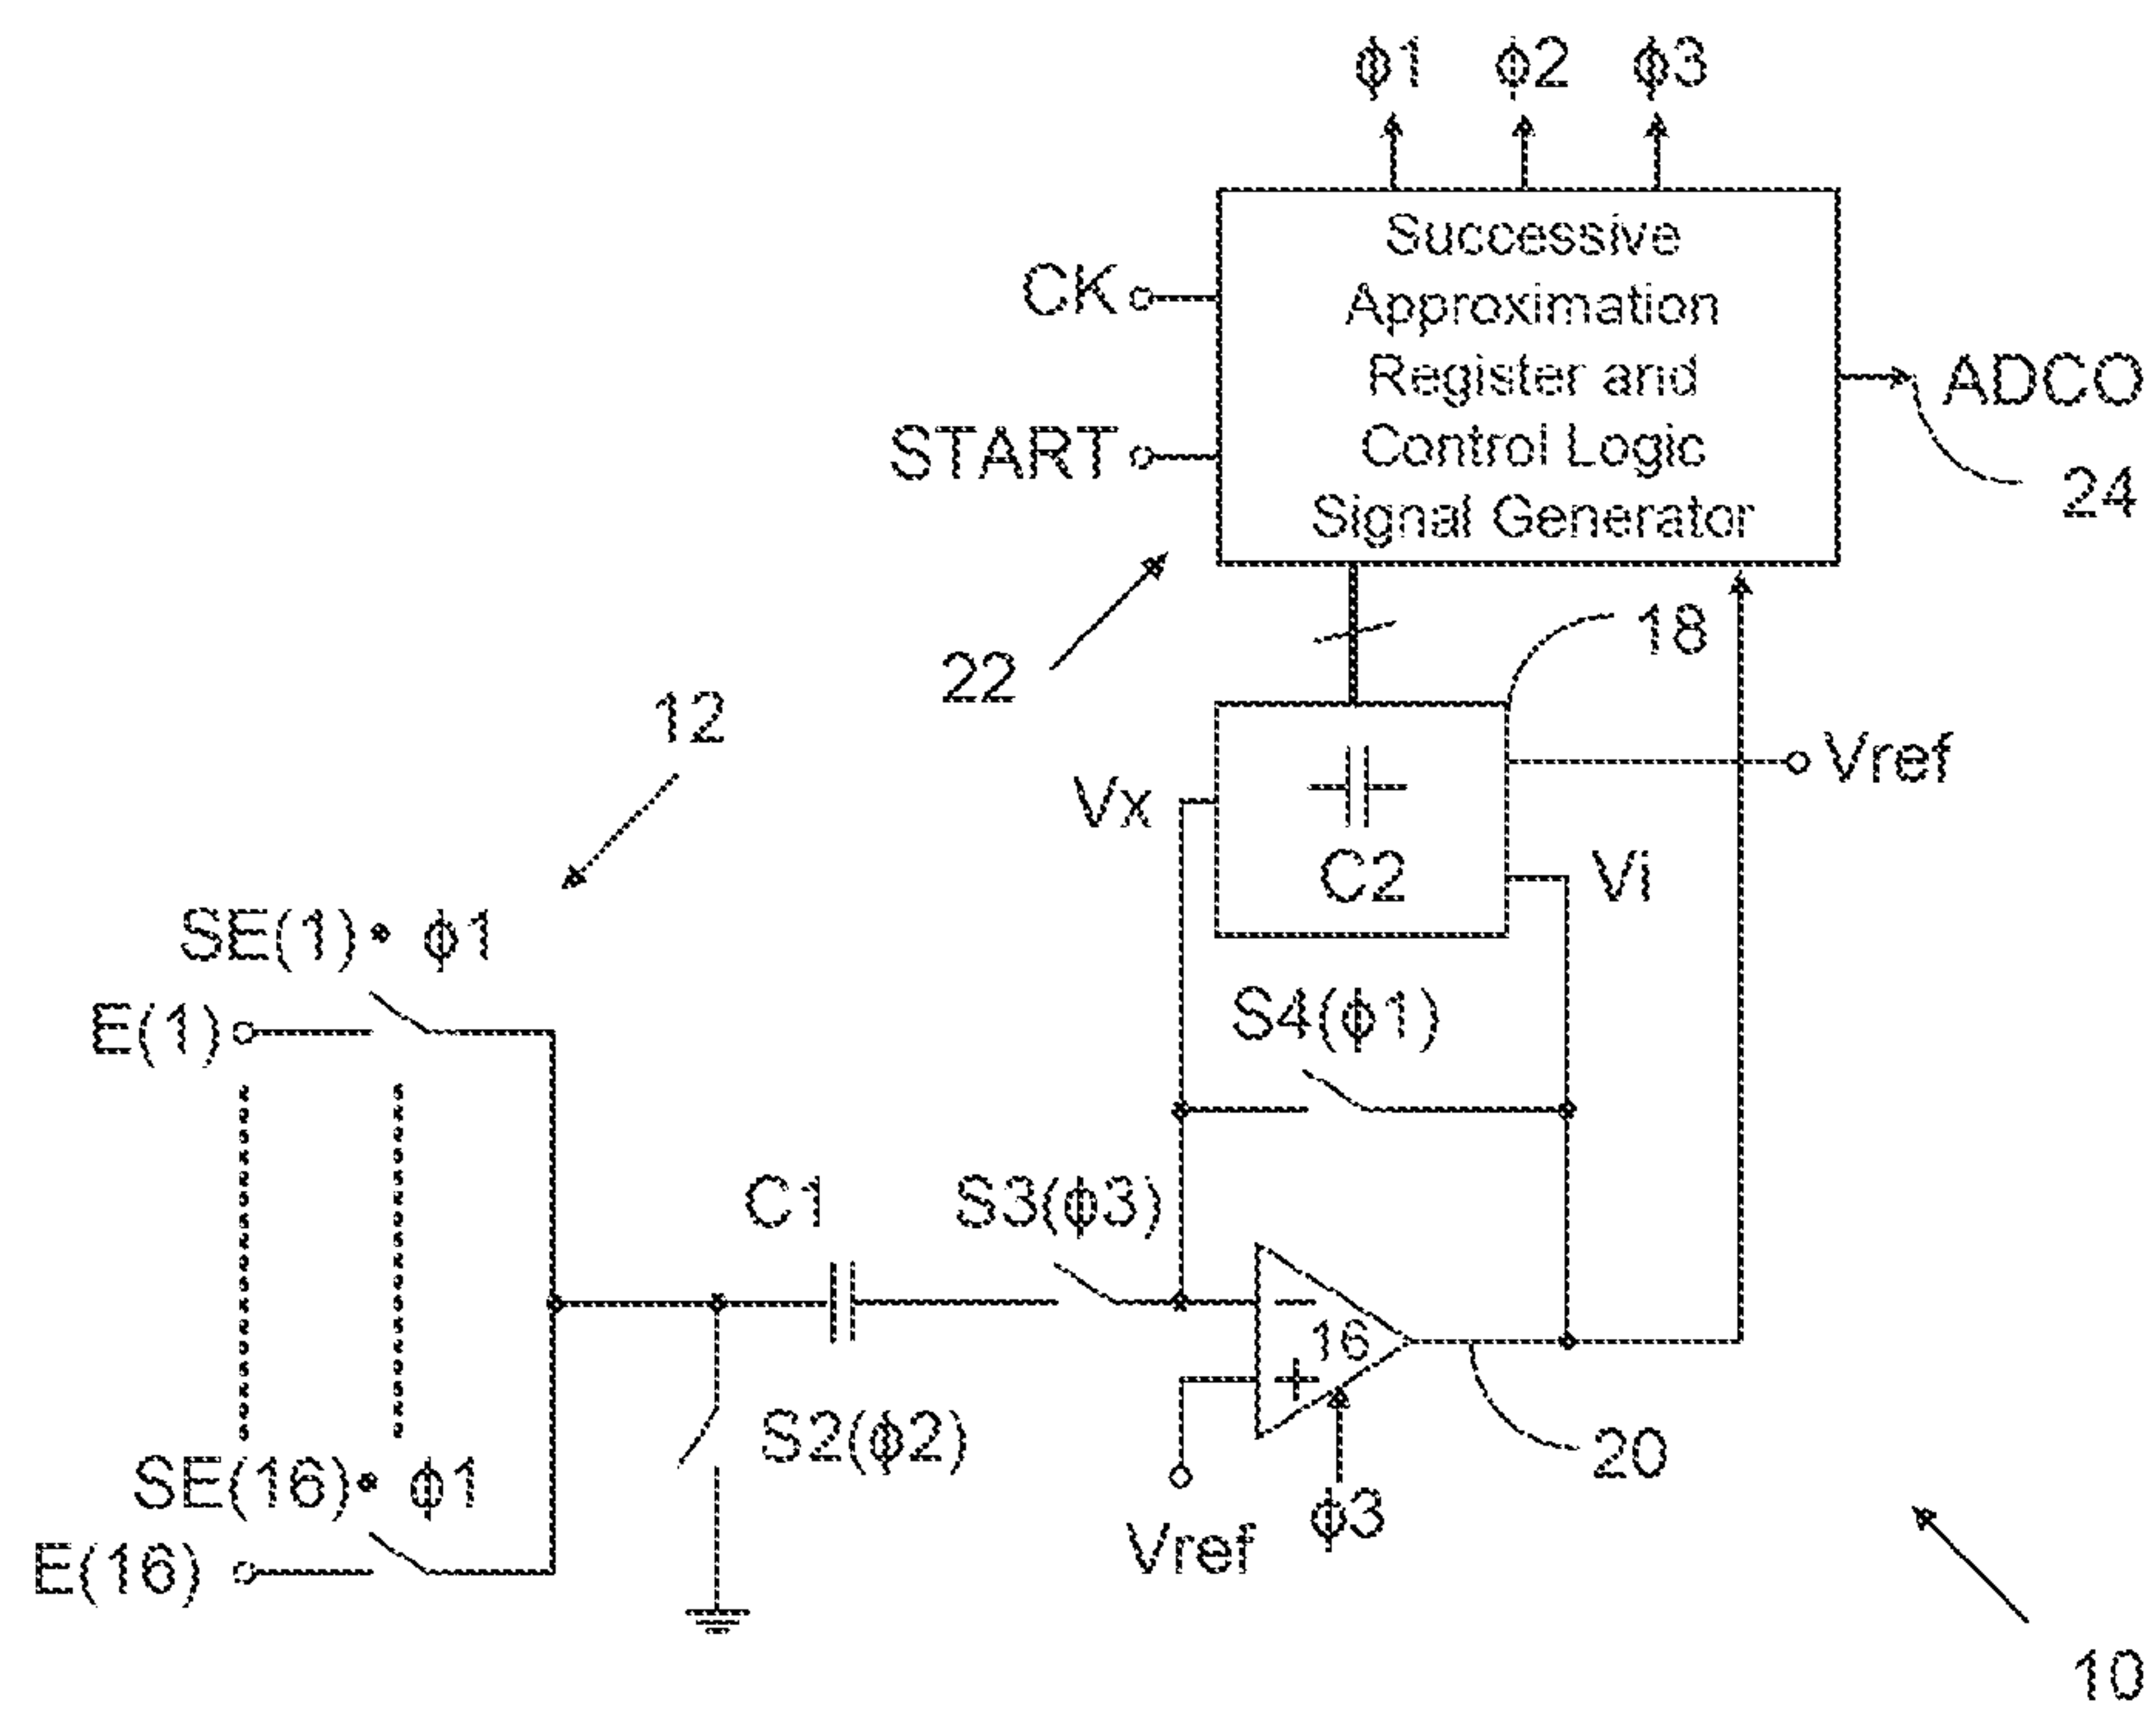 ϕ1 ϕ2 ϕ3
Successive
Approximation
Register and
Control Logic
Signal Generator
CK
START
ADCO
24
22
18
12
Vx
Vref
C2
Vi
SE(1)• ϕ1
E(1)
S4(ϕ1)
C1
S3(ϕ3)
16
S2(ϕ2)
20
SE(16)• ϕ1
E(16)
Vref
ϕ3
10